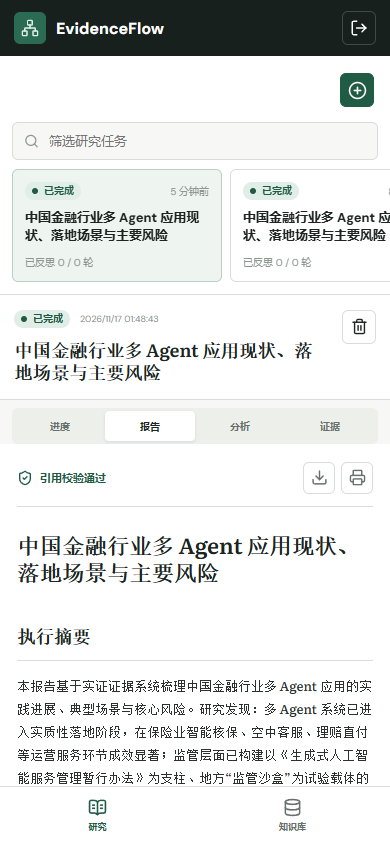 EvidenceFlow
筛选研究任务
已完成
5 分钟前
中国金融行业多 Agent 应用现
状、落地场景与主要风险
已反思 0 / 0 轮
已完成
中国金融行业多 Agent 应
状、落地场景与主要风险
已反思 0 / 0 轮
已完成
2026/11/17 01:48:43
中国金融行业多 Agent 应用现状、落
地场景与主要风险
进度
报告
分析
证据
引用校验通过
中国金融行业多 Agent 应用现状、
落地场景与主要风险
执行摘要
本报告基于实证证据系统梳理中国金融行业多 Agent 应用的实
践进展、典型场景与核心风险。研究发现：多 Agent 系统已进
入实质性落地阶段，在保险业智能核保、空中客服、理赔直付
等运营服务环节成效显著；监管层面已构建以《生成式人工智
能服务管理暂行办法》为支柱、地方“监管沙盒”为试验载体的
研究
知识库